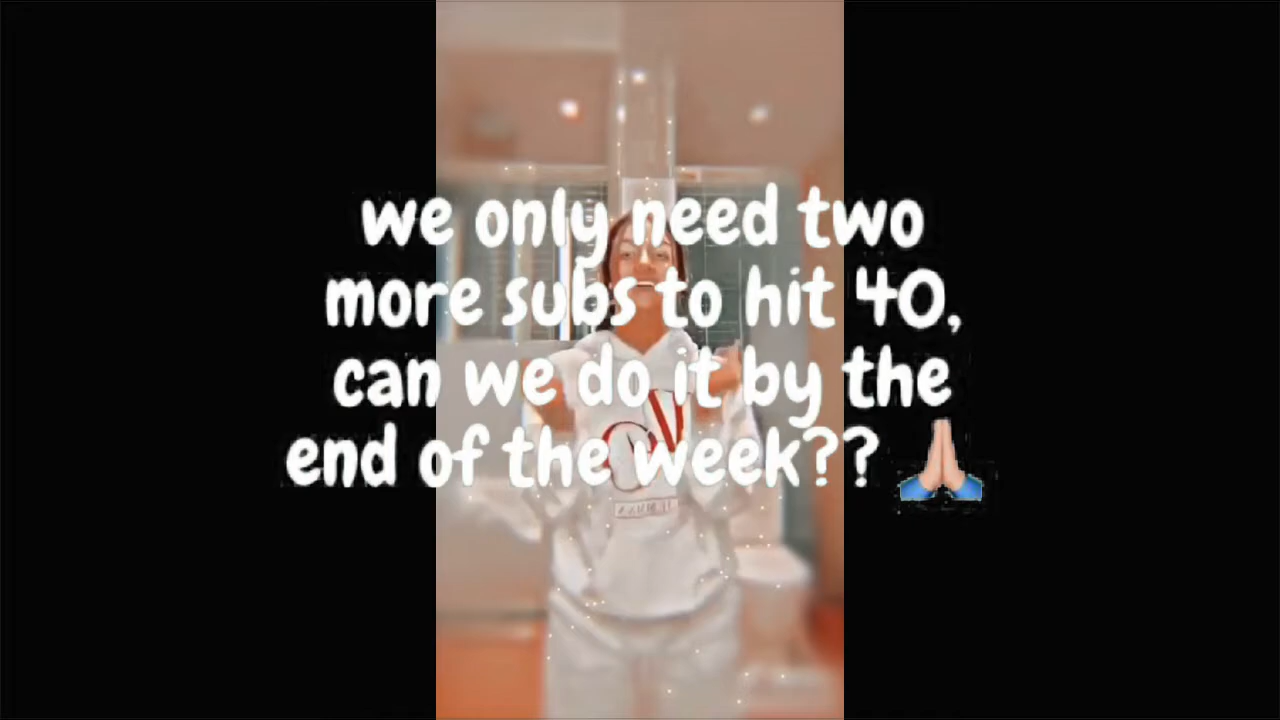 we only need two
more subs to hit 40,
can we do it by the
end of the week?? 🙏🏻